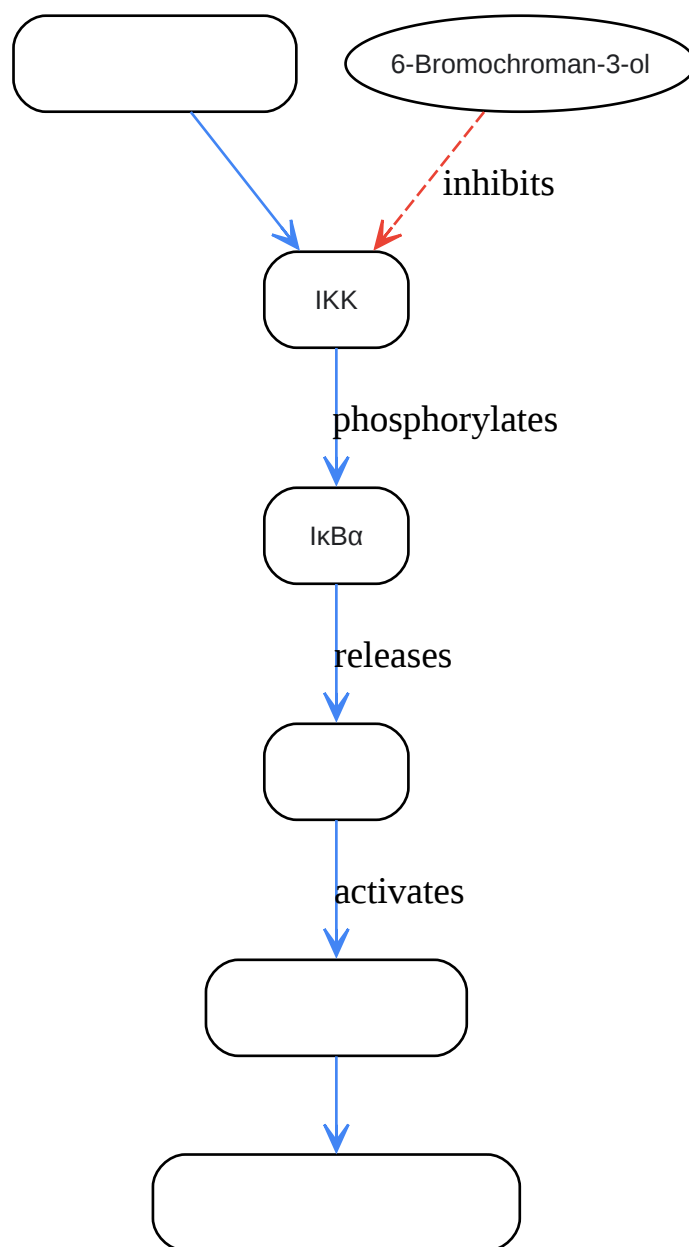 6-Bromochroman-3-ol
inhibits
IKK
phosphorylates
IκBα
releases
activates